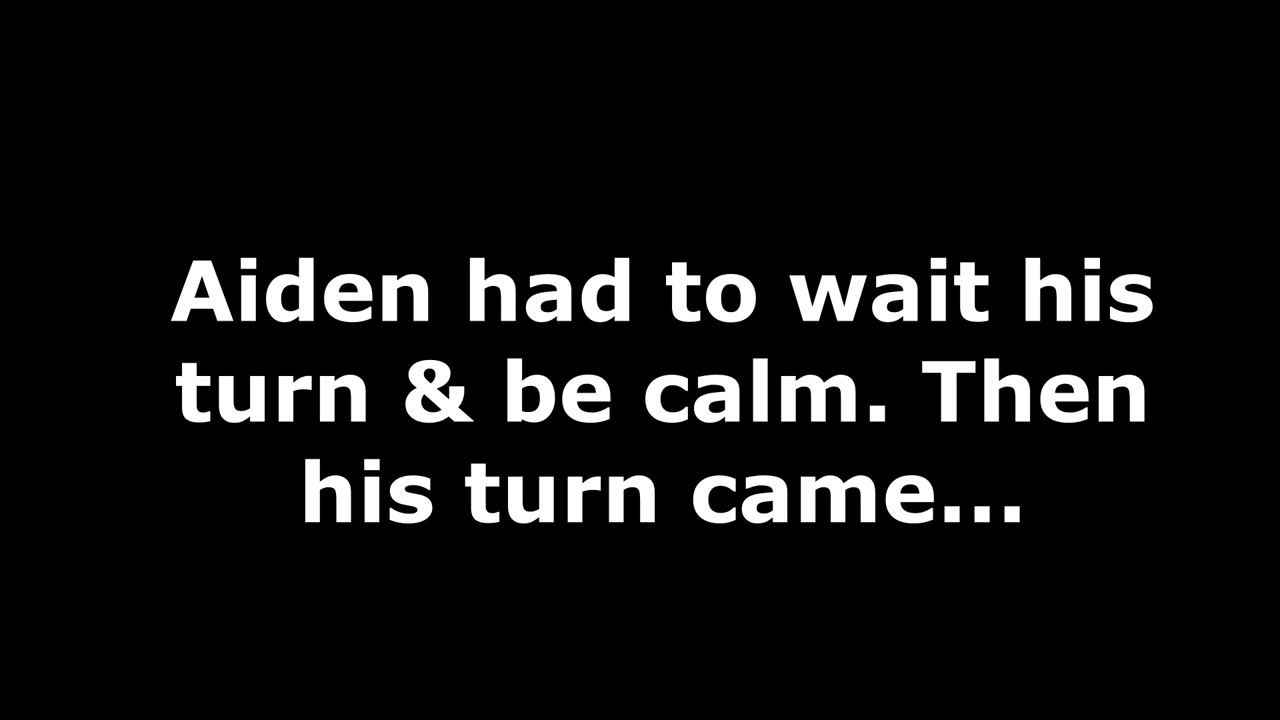 Aiden had to wait his
turn & be calm. Then
his turn came...